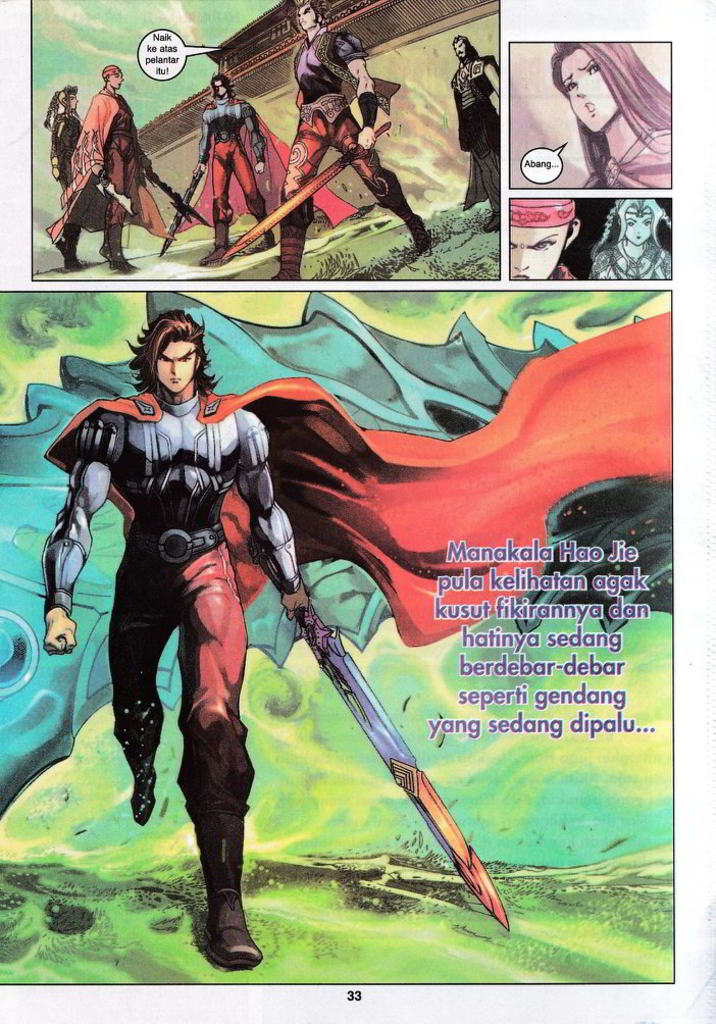 Naik
ke atas
pelantar
itu!
Abang...
Manakala Hao Jie
pula kelihatan agak
kusut fikirannya dan
hatinya sedang
berdebar-debar
seperti gendang
yang sedang dipalu...
33